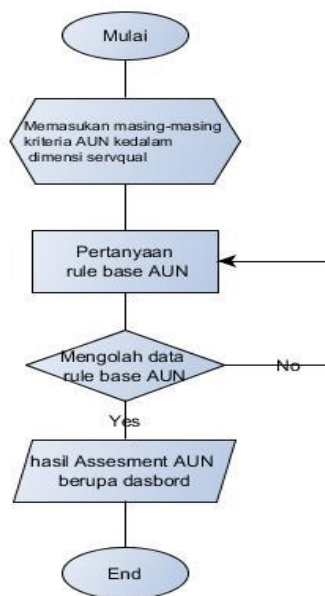 Mulai
Memasukan masing-masing
kriteria AUN kedalam
dimensi servqual
Pertanyaan
rule base AUN
Mengolah data
rule base AUN
No
Yes
hasil Assesment AUN
berupa dasbord
End